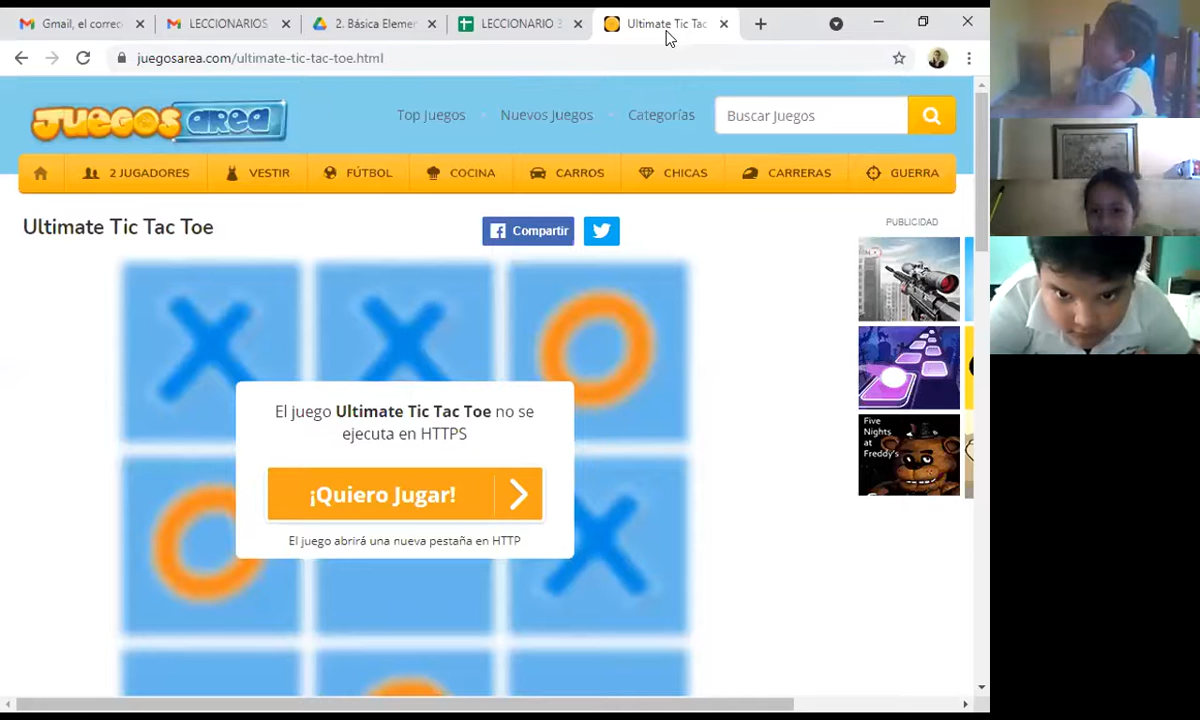 Gmail, el corre
LECCIONARIOS
2. Básica Elemen
LECCIONARIO 3
Ultimate Tic Tac
juegosarea.com/ultimate-tic-tac-toe.html
JUEGOS area
Top Juegos
Nuevos Juegos
Categorías
Buscar Juegos
2 JUGADORES
VESTIR
FÚTBOL
COCINA
CARROS
CHICAS
CARRERAS
GUERRA
Ultimate Tic Tac Toe
Compartir
PUBLICIDAD
El juego Ultimate Tic Tac Toe no se
ejecuta en HTTPS
¡Quiero Jugar!
El juego abrirá una nueva pestaña en HTTP
Five
Nights
at
Freddy's